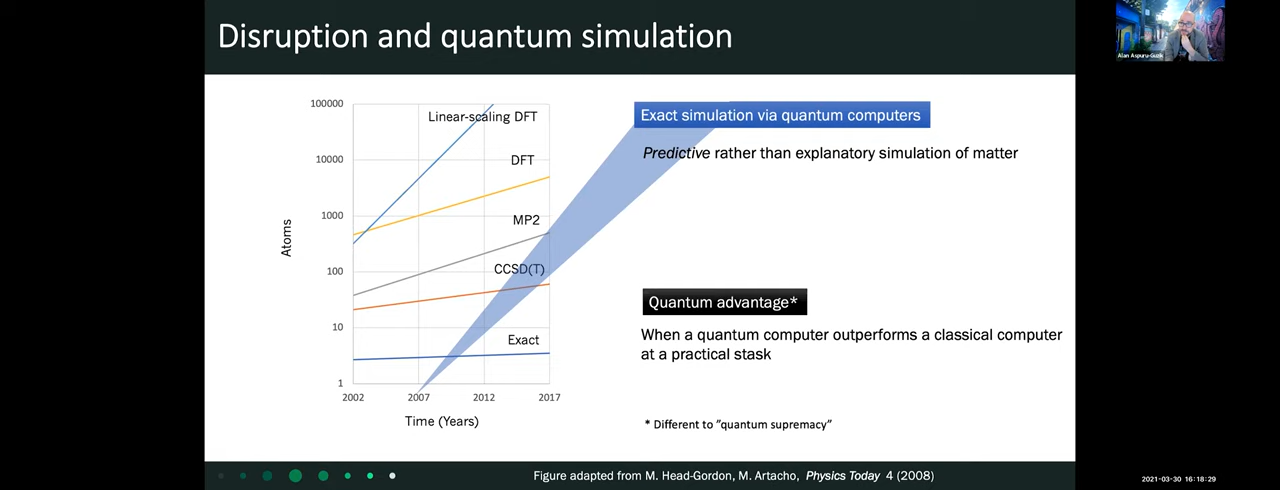 Disruption and quantum simulation
Alan Aspuru-Guzik
100000
10000
1000
100
10
1
Atoms
Linear-scaling DFT
DFT
MP2
CCSD(T)
Exact
2002
2007
2012
2017
Time (Years)
Exact simulation via quantum computers
Predictive rather than explanatory simulation of matter
Quantum advantage*
When a quantum computer outperforms a classical computer
at a practical stask
* Different to ”quantum supremacy”
Figure adapted from M. Head-Gordon, M. Artacho, Physics Today 4 (2008)
2021-03-30 16:18:29